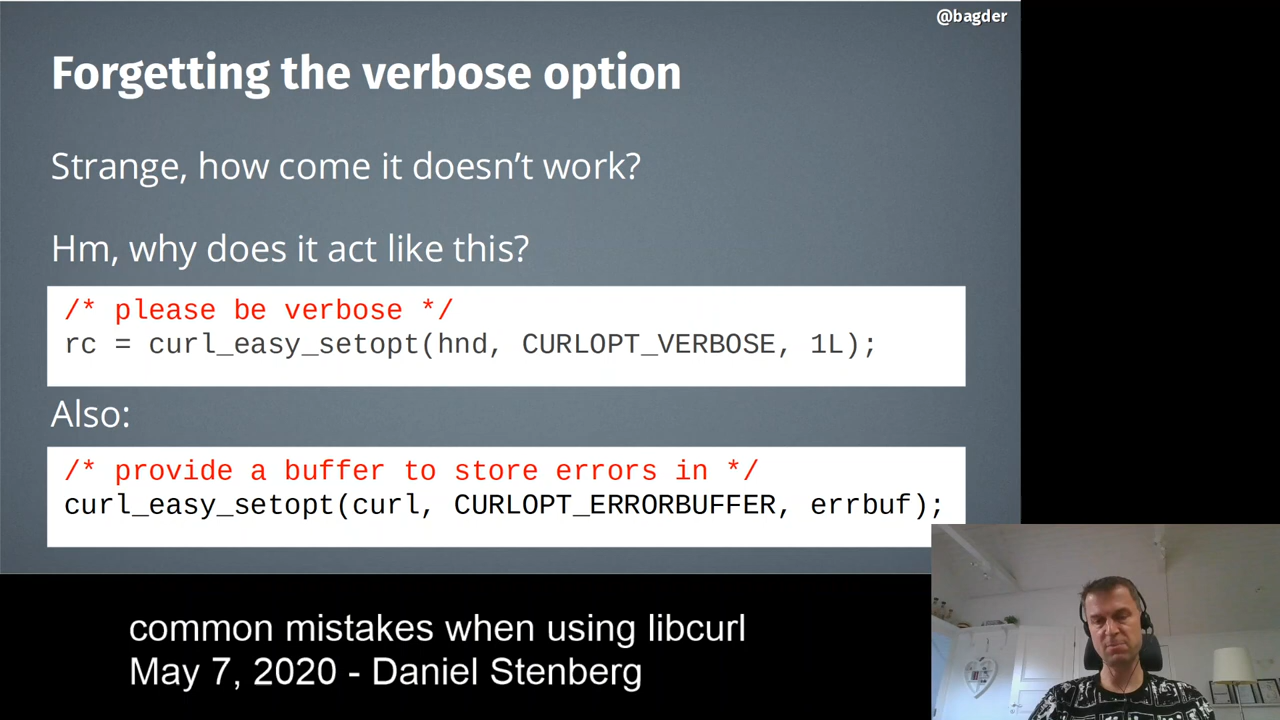 @bagder
Forgetting the verbose option
Strange, how come it doesn’t work?
Hm, why does it act like this?
/* please be verbose */
rc = curl_easy_setopt(hnd, CURLOPT_VERBOSE, 1L);
Also:
/* provide a buffer to store errors in */
curl_easy_setopt(curl, CURLOPT_ERRORBUFFER, errbuf);
common mistakes when using libcurl
May 7, 2020 - Daniel Stenberg